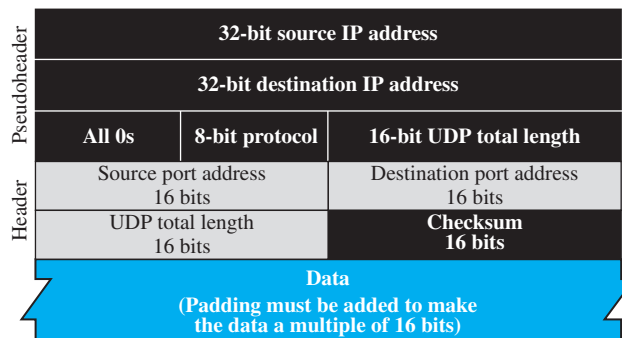 Pseudoheader
32-bit source IP address
32-bit destination IP address
All 0s
8-bit protocol
16-bit UDP total length
Header
Source port address
16 bits
Destination port address
16 bits
UDP total length
16 bits
Checksum
16 bits
Data
(Padding must be added to make
the data a multiple of 16 bits)